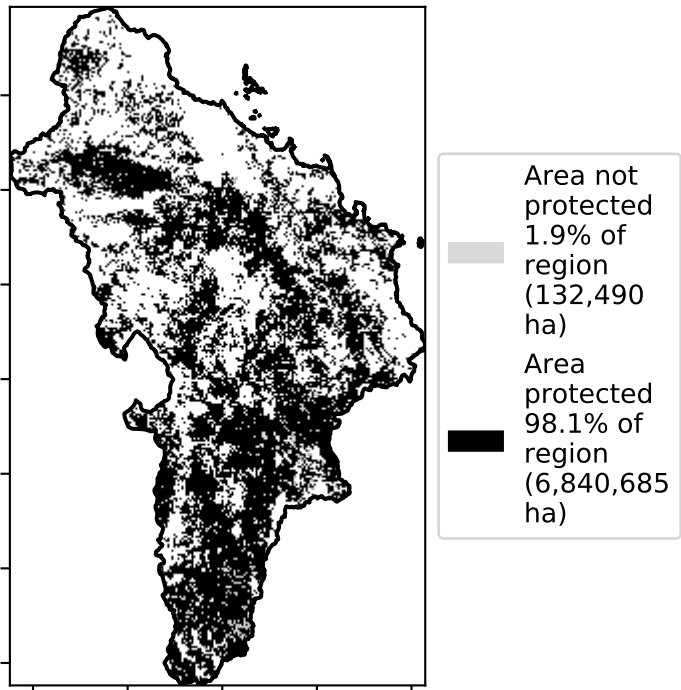 Area not
protected
1.9% of
region
(132,490
ha)
Area
protected
98.1% of
region
(6,840,685
ha)